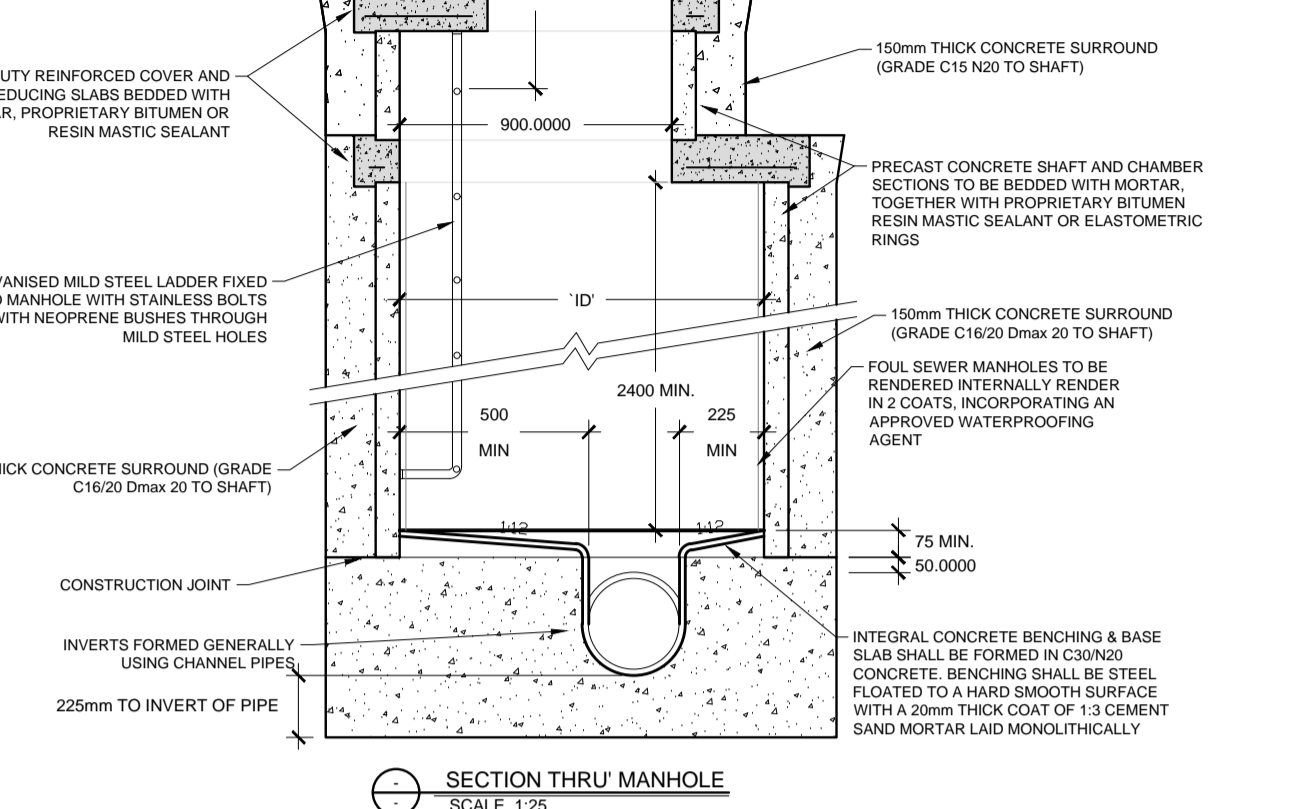 UTY REINFORCED COVER AND
EDUCING SLABS BEDDED WITH
AR, PROPRIETARY BITUMEN OR
RESIN MASTIC SEALANT
150mm THICK CONCRETE SURROUND
(GRADE C15 N20 TO SHAFT)
900.0000
PRECAST CONCRETE SHAFT AND CHAMBER
SECTIONS TO BE BEDDED WITH MORTAR,
TOGETHER WITH PROPRIETARY BITUMEN
RESIN MASTIC SEALANT OR ELASTOMETRIC
RINGS
VANISED MILD STEEL LADDER FIXED
O MANHOLE WITH STAINLESS BOLTS
WITH NEOPRENE BUSHES THROUGH
MILD STEEL HOLES
`ID'
150mm THICK CONCRETE SURROUND
(GRADE C16/20 Dmax 20 TO SHAFT)
FOUL SEWER MANHOLES TO BE
RENDERED INTERNALLY RENDER
IN 2 COATS, INCORPORATING AN
APPROVED WATERPROOFING
AGENT
2400 MIN.
500
MIN
225
MIN
HICK CONCRETE SURROUND (GRADE
C16/20 Dmax 20 TO SHAFT)
1:12
1:12
75 MIN.
50.0000
CONSTRUCTION JOINT
INVERTS FORMED GENERALLY
USING CHANNEL PIPES
225mm TO INVERT OF PIPE
INTEGRAL CONCRETE BENCHING & BASE
SLAB SHALL BE FORMED IN C30/N20
CONCRETE. BENCHING SHALL BE STEEL
FLOATED TO A HARD SMOOTH SURFACE
WITH A 20mm THICK COAT OF 1:3 CEMENT
SAND MORTAR LAID MONOLITHICALLY
-
-
SECTION THRU' MANHOLE
SCALE 1:25